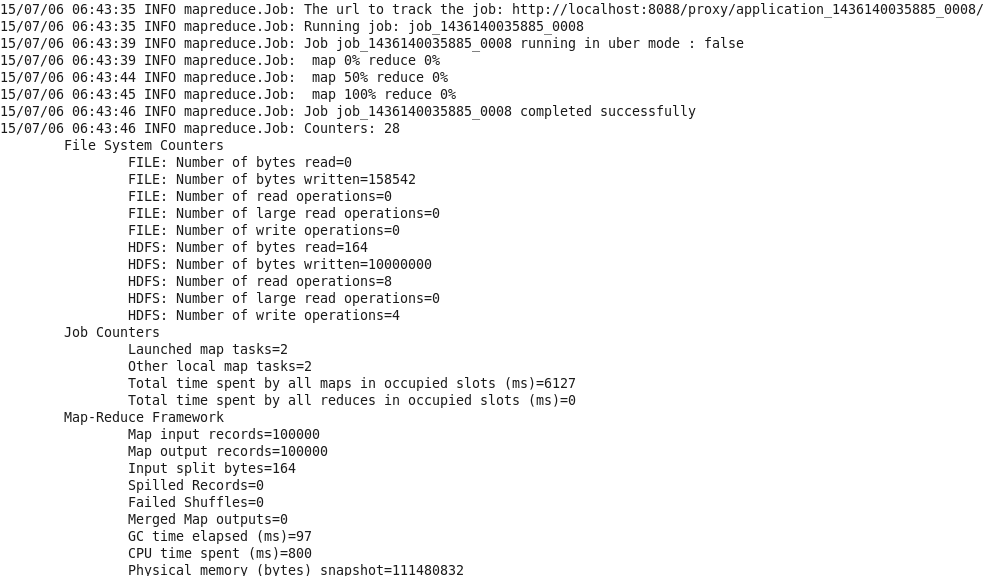 15/07/06 06:43:35 INFO mapreduce.Job: The url to track the job: http://localhost:8088/proxy/application_1436140035885_0008/
15/07/06 06:43:35 INFO mapreduce.Job: Running job: job_1436140035885_0008
15/07/06 06:43:39 INFO mapreduce.Job: Job job_1436140035885_0008 running in uber mode : false
15/07/06 06:43:39 INFO mapreduce.Job:  map 0% reduce 0%
15/07/06 06:43:44 INFO mapreduce.Job:  map 50% reduce 0%
15/07/06 06:43:45 INFO mapreduce.Job:  map 100% reduce 0%
15/07/06 06:43:46 INFO mapreduce.Job: Job job_1436140035885_0008 completed successfully
15/07/06 06:43:46 INFO mapreduce.Job: Counters: 28
File System Counters
FILE: Number of bytes read=0
FILE: Number of bytes written=158542
FILE: Number of read operations=0
FILE: Number of large read operations=0
FILE: Number of write operations=0
HDFS: Number of bytes read=164
HDFS: Number of bytes written=10000000
HDFS: Number of read operations=8
HDFS: Number of large read operations=0
HDFS: Number of write operations=4
Job Counters
Launched map tasks=2
Other local map tasks=2
Total time spent by all maps in occupied slots (ms)=6127
Total time spent by all reduces in occupied slots (ms)=0
Map-Reduce Framework
Map input records=100000
Map output records=100000
Input split bytes=164
Spilled Records=0
Failed Shuffles=0
Merged Map outputs=0
GC time elapsed (ms)=97
CPU time spent (ms)=800
Physical memory (bytes) snapshot=111480832